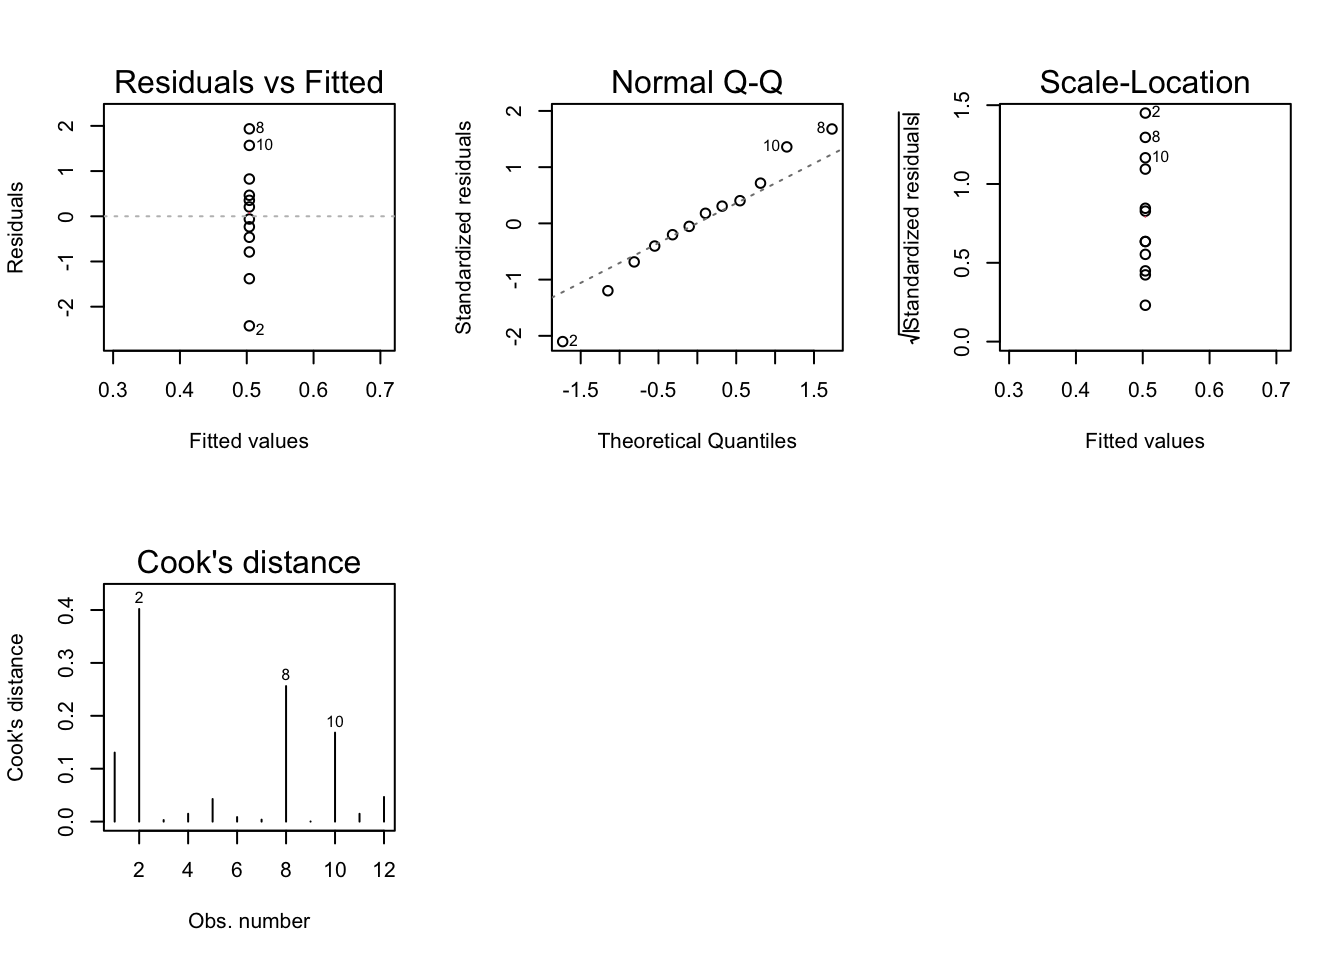 Residuals vs Fitted
2
1
0
-1
-2
Residuals
8
10
2
0.3 0.4 0.5 0.6 0.7
Fitted values
Normal Q-Q
2
1
0
-1
-2
Standardized residuals
8
10
2
-1.5 -0.5 0.5 1.5
Theoretical Quantiles
Scale-Location
1.5
1.0
0.5
0.0
√|Standardized residuals|
2
8
10
0.3 0.4 0.5 0.6 0.7
Fitted values
Cook's distance
0.4
0.3
0.2
0.1
0.0
Cook's distance
2
8
10
2 4 6 8 10 12
Obs. number